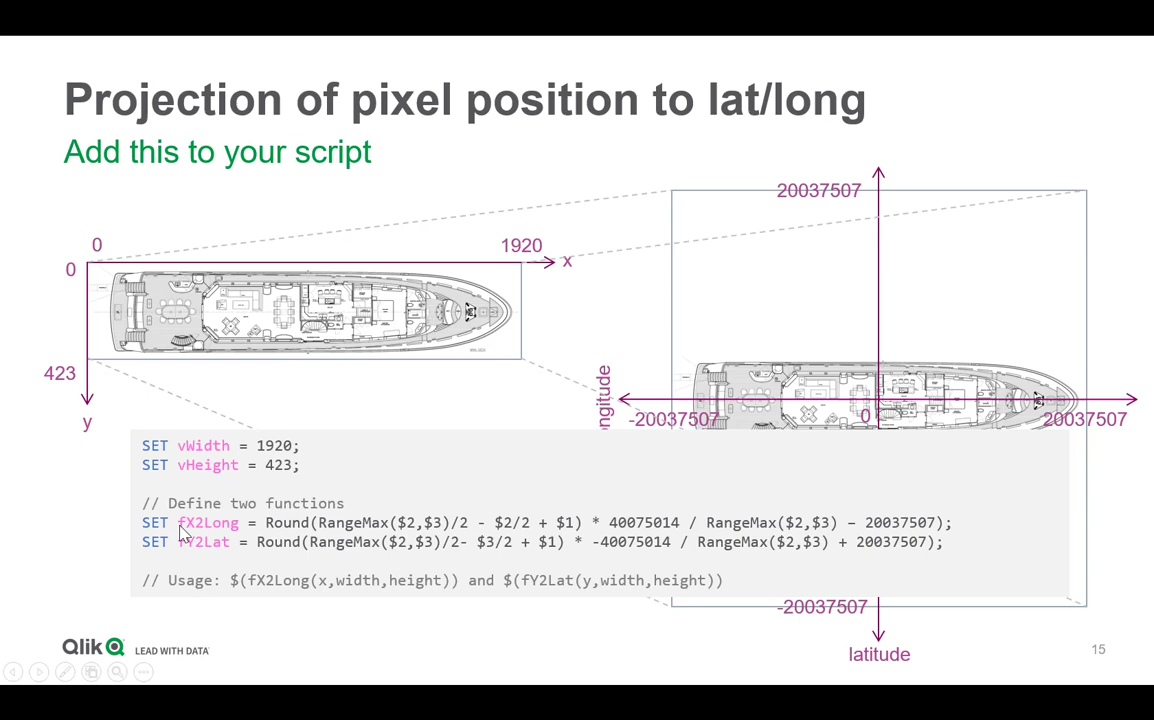 Projection of pixel position to lat/long
Add this to your script
20037507
0
1920
x
0
423
y
ongitude
-20037507
0
20037507
SET vWidth = 1920;
SET vHeight = 423;
// Define two functions
SET fX2Long = Round(RangeMax($2,$3)/2 - $2/2 + $1) * 40075014 / RangeMax($2,$3) – 20037507);
SET fY2Lat = Round(RangeMax($2,$3)/2- $3/2 + $1) * -40075014 / RangeMax($2,$3) + 20037507);
// Usage: $(fX2Long(x,width,height)) and $(fY2Lat(y,width,height))
-20037507
latitude
Qlik LEAD WITH DATA
15